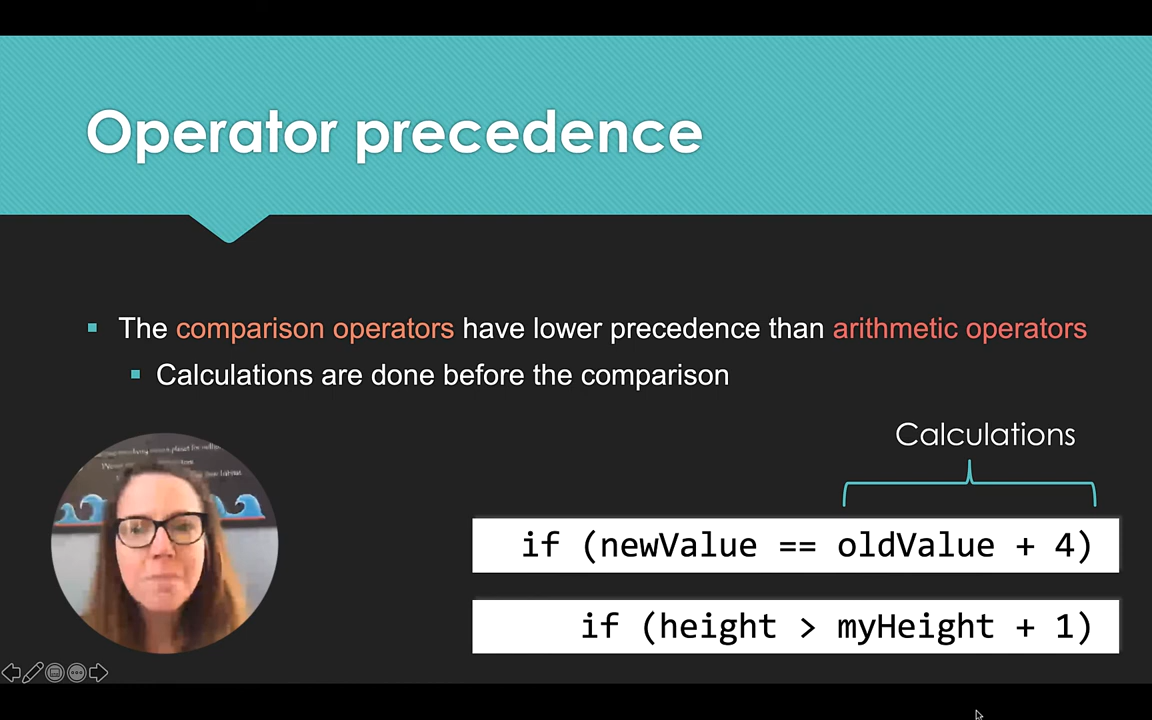 Operator precedence
The comparison operators have lower precedence than arithmetic operators
Calculations are done before the comparison
Calculations
if (newValue == oldValue + 4)
if (height > myHeight + 1)